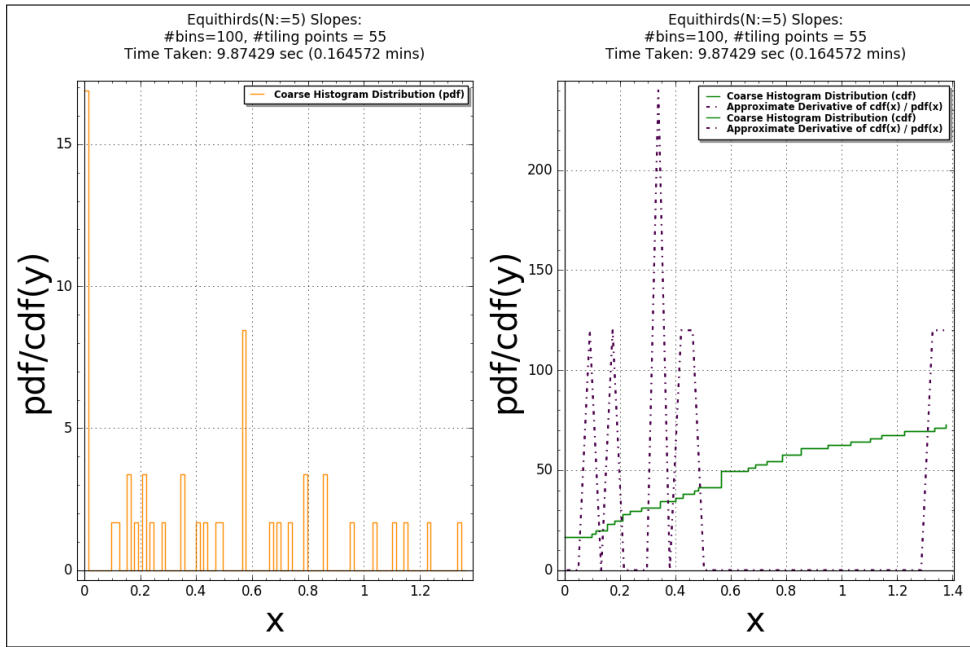 Equithirds(N:=5) Slopes:
#bins=100, #tiling points = 55
Time Taken: 9.87429 sec (0.164572 mins)
Coarse Histogram Distribution (pdf)
pdf/cdf(y)
15
10
5
0
0 0.2 0.4 0.6 0.8 1.0 1.2
x
Equithirds(N:=5) Slopes:
#bins=100, #tiling points = 55
Time Taken: 9.87429 sec (0.164572 mins)
Coarse Histogram Distribution (cdf)
Approximate Derivative of cdf(x) / pdf(x)
Coarse Histogram Distribution (cdf)
Approximate Derivative of cdf(x) / pdf(x)
pdf/cdf(y)
200
150
100
50
0
0 0.2 0.4 0.6 0.8 1.0 1.2 1.4
x